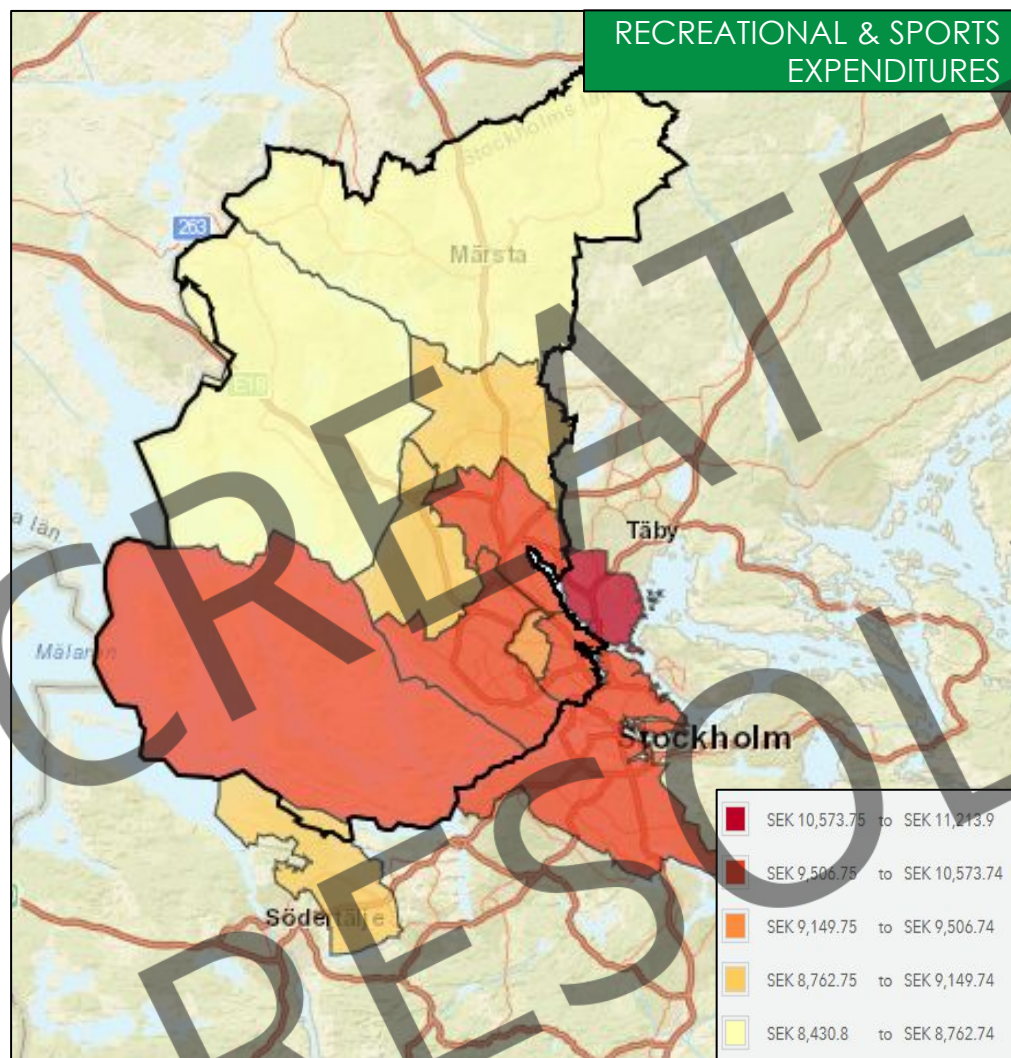 RECREATIONAL & SPORTS
EXPENDITURES
Stockholms län
263
Märsta
E18
Täby
a län
Mälaren
Stockholm
Södertälje
SEK 10,573.75 to SEK 11,213.9
SEK 9,506.75 to SEK 10,573.74
SEK 9,149.75 to SEK 9,506.74
SEK 8,762.75 to SEK 9,149.74
SEK 8,430.8 to SEK 8,762.74
CREATE
RESOL